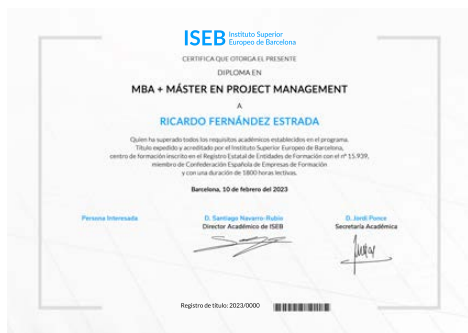 ISEB Instituto Superior
Europeo de Barcelona
CERTIFICA QUE OTORGA EL PRESENTE
DIPLOMA EN
MBA + MÁSTER EN PROJECT MANAGEMENT
A
RICARDO FERNÁNDEZ ESTRADA
Quien ha superado todos los requisitos académicos establecidos en el programa.
Título expedido y acreditado por el Instituto Superior Europeo de Barcelona,
centro de formación inscrito en el Registro Estatal de Entidades de Formación con el nº 15.939,
miembro de Confederación Española de Empresas de Formación
y con una duración de 1800 horas lectivas.
Barcelona, 10 de febrero del 2023
Persona Interesada
D. Santiago Navarro-Rubio
Director Académico de ISEB
D. Jordi Ponce
Secretaría Académica
Registro de título: 2023/0000